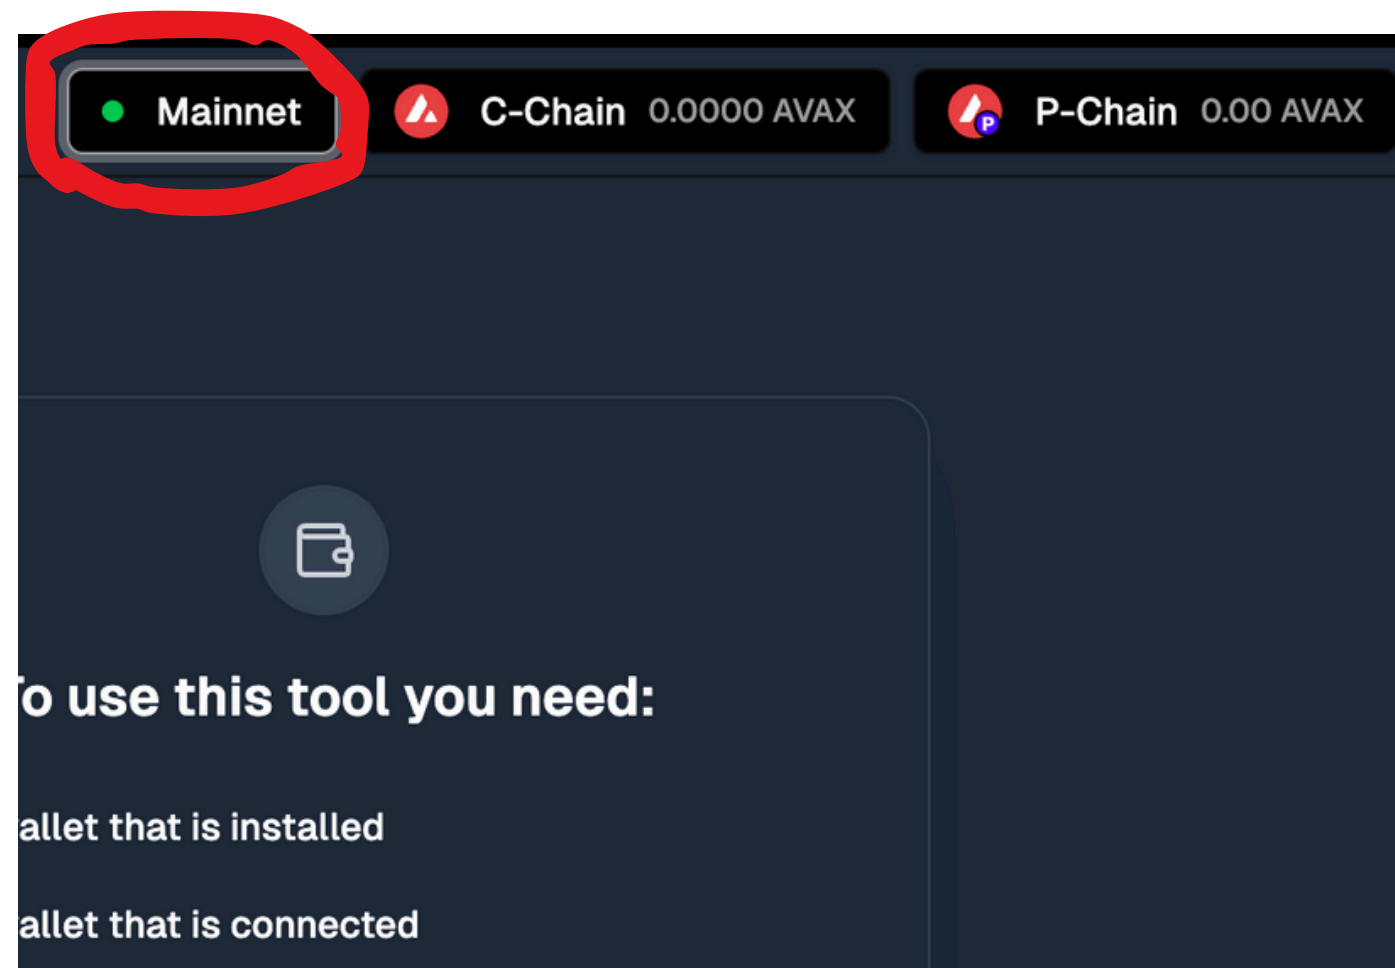 Mainnet C-Chain 0.0000 AVAX P P-Chain 0.00 AVAX
o use this tool you need:
allet that is installed
allet that is connected